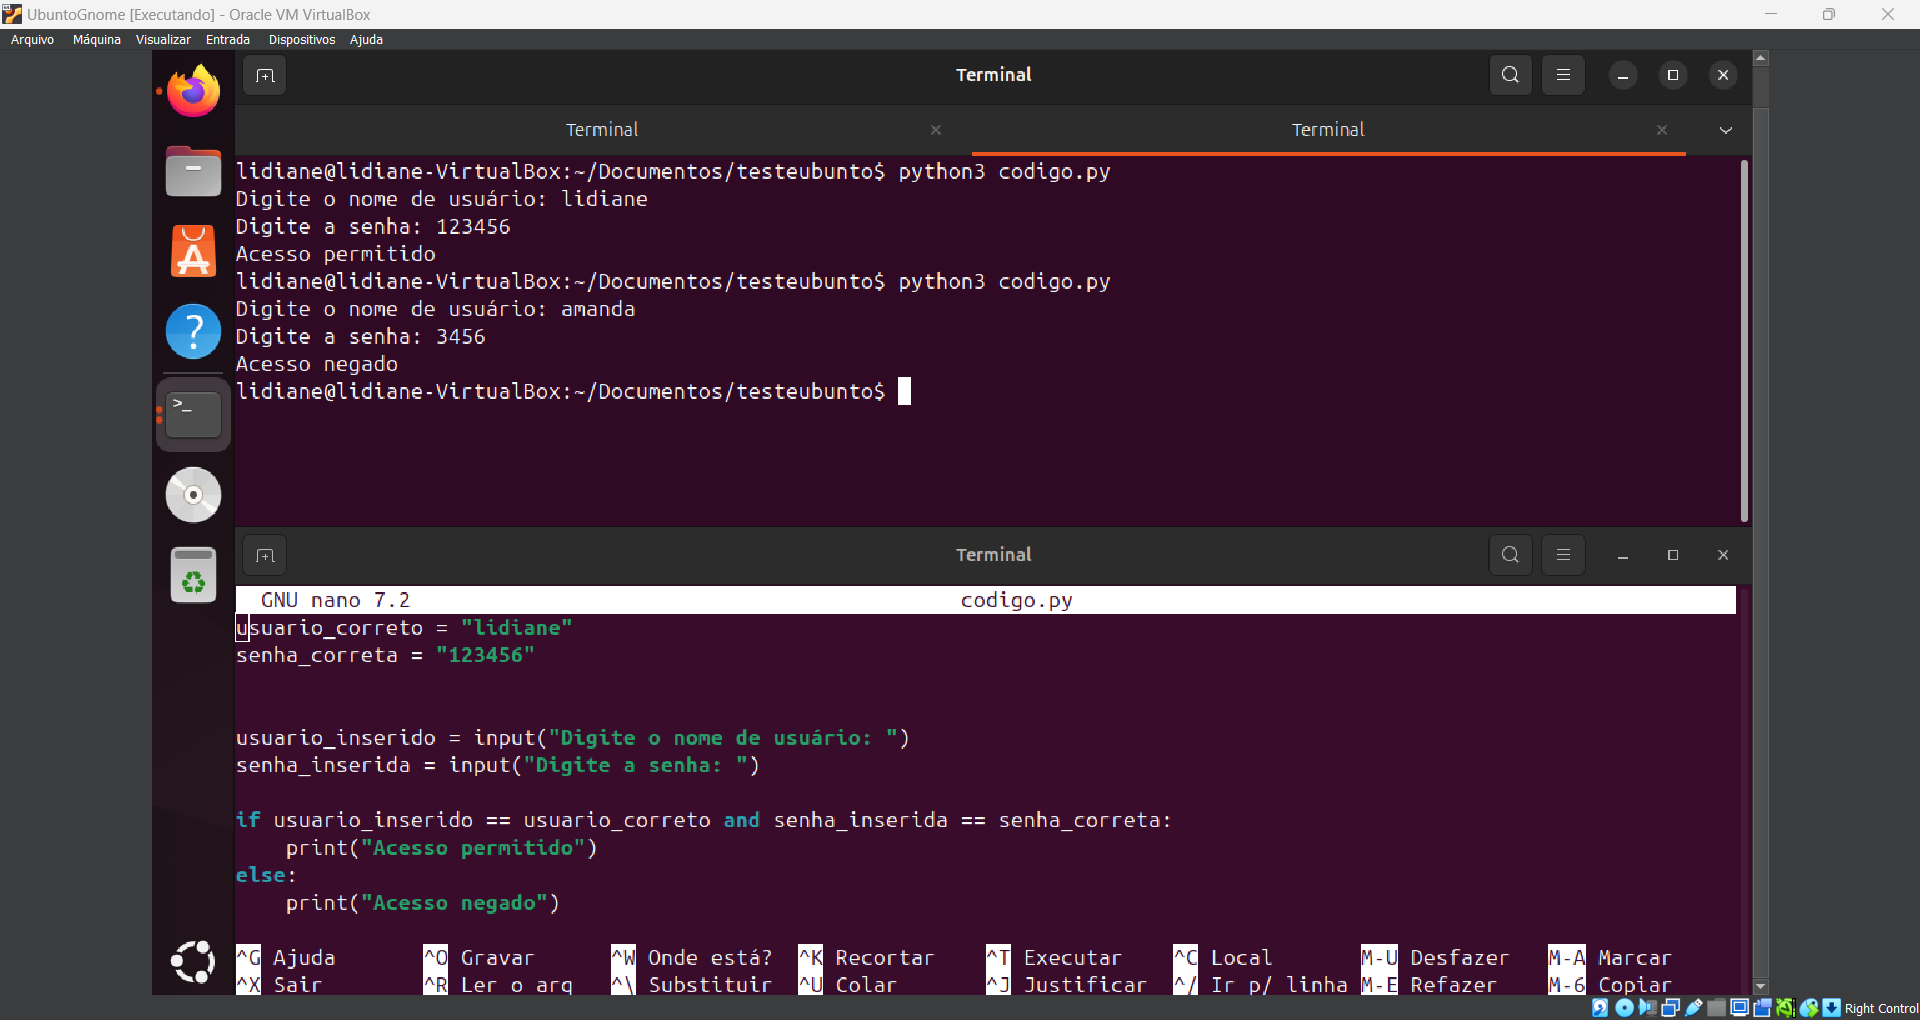 UbuntoGnome [Executando] - Oracle VM VirtualBox
Arquivo Máquina Visualizar Entrada Dispositivos Ajuda
Terminal
Terminal Terminal
lidiane@lidiane-VirtualBox:~/Documentos/testeubunto$ python3 codigo.py
Digite o nome de usuário: lidiane
Digite a senha: 123456
Acesso permitido
lidiane@lidiane-VirtualBox:~/Documentos/testeubunto$ python3 codigo.py
Digite o nome de usuário: amanda
Digite a senha: 3456
Acesso negado
lidiane@lidiane-VirtualBox:~/Documentos/testeubunto$
Terminal
GNU nano 7.2 codigo.py
usuario_correto = "lidiane"
senha_correta = "123456"
usuario_inserido = input("Digite o nome de usuário: ")
senha_inserida = input("Digite a senha: ")
if usuario_inserido == usuario_correto and senha_inserida == senha_correta:
    print("Acesso permitido")
else:
    print("Acesso negado")
^G Ajuda ^O Gravar ^W Onde está? ^K Recortar ^T Executar ^C Local M-U Desfazer M-A Marcar
^X Sair ^R Ler o arq ^\ Substituir ^U Colar ^J Justificar ^/ Ir p/ linha M-E Refazer M-6 Copiar
Right Control